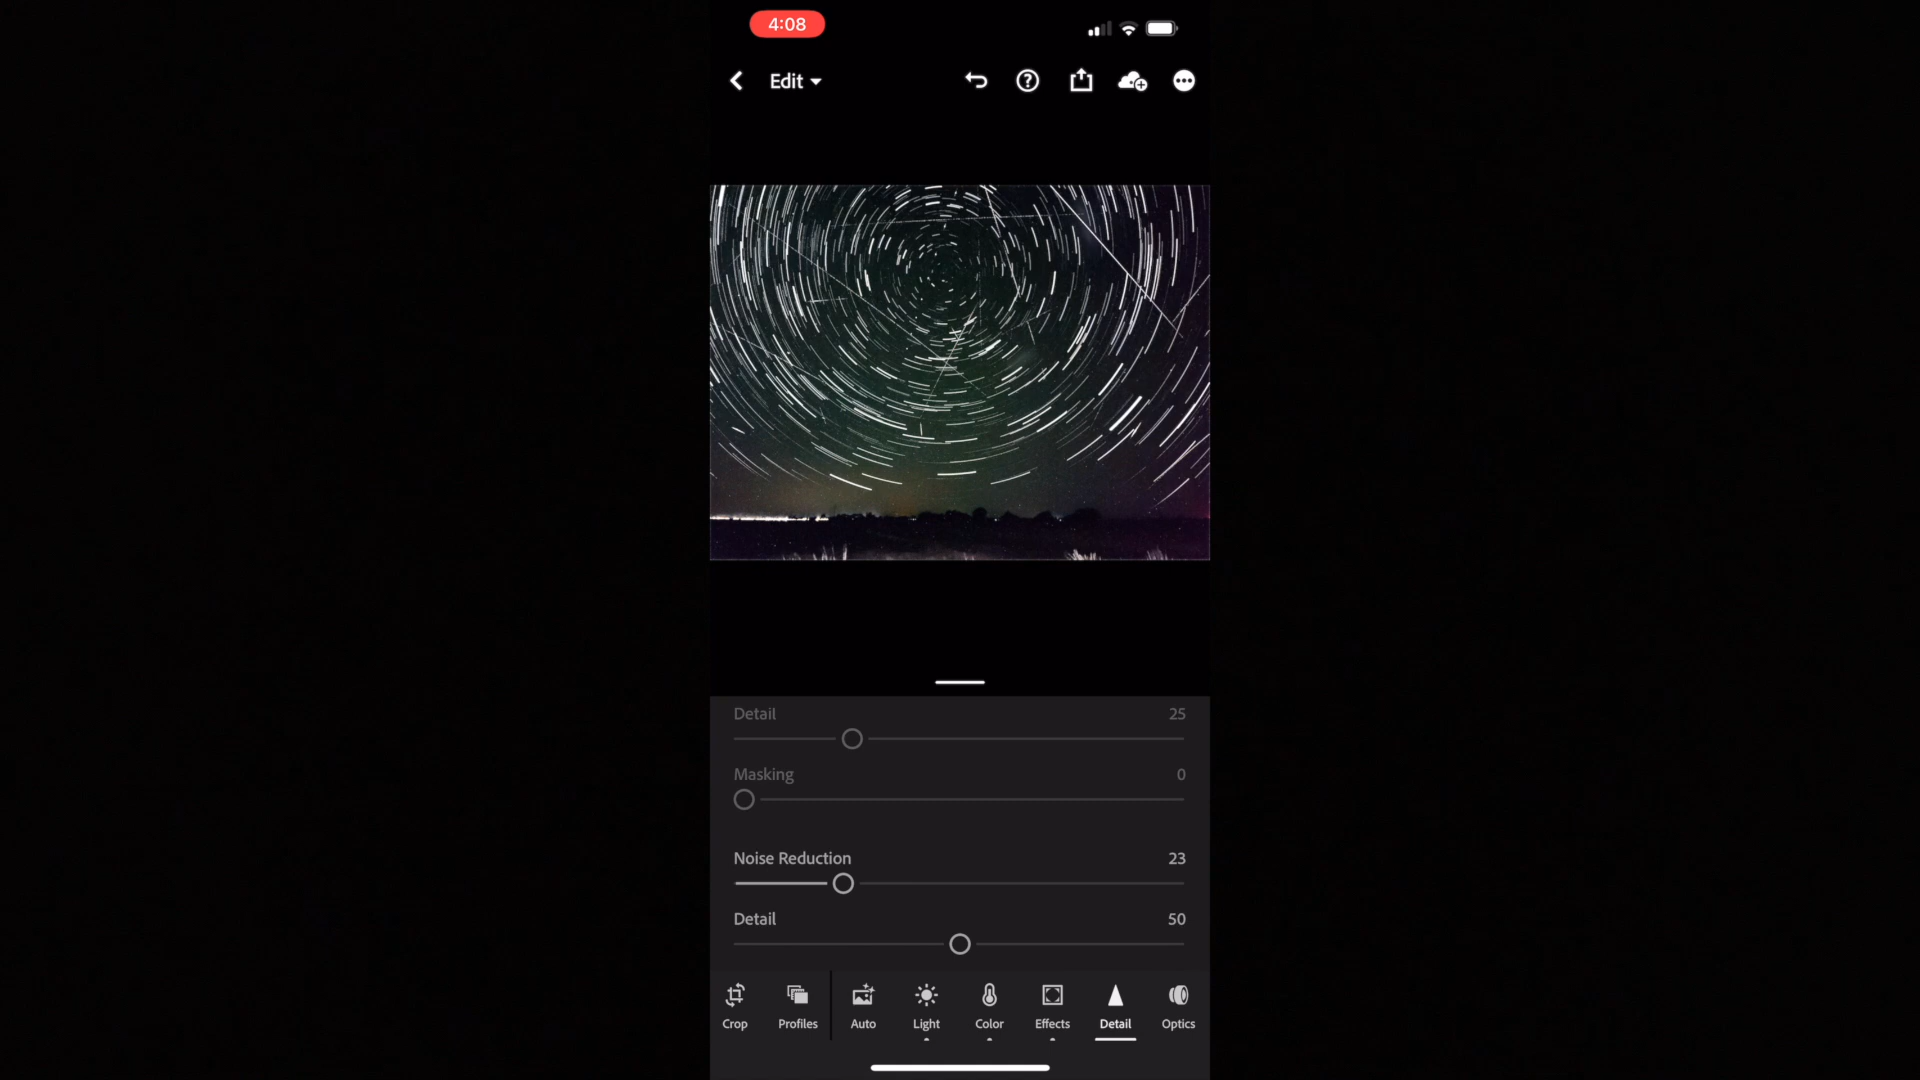 4:08
Edit
Detail 25
Masking 0
Noise Reduction 23
Detail 50
Crop Profiles Auto Light Color Effects Detail Optics